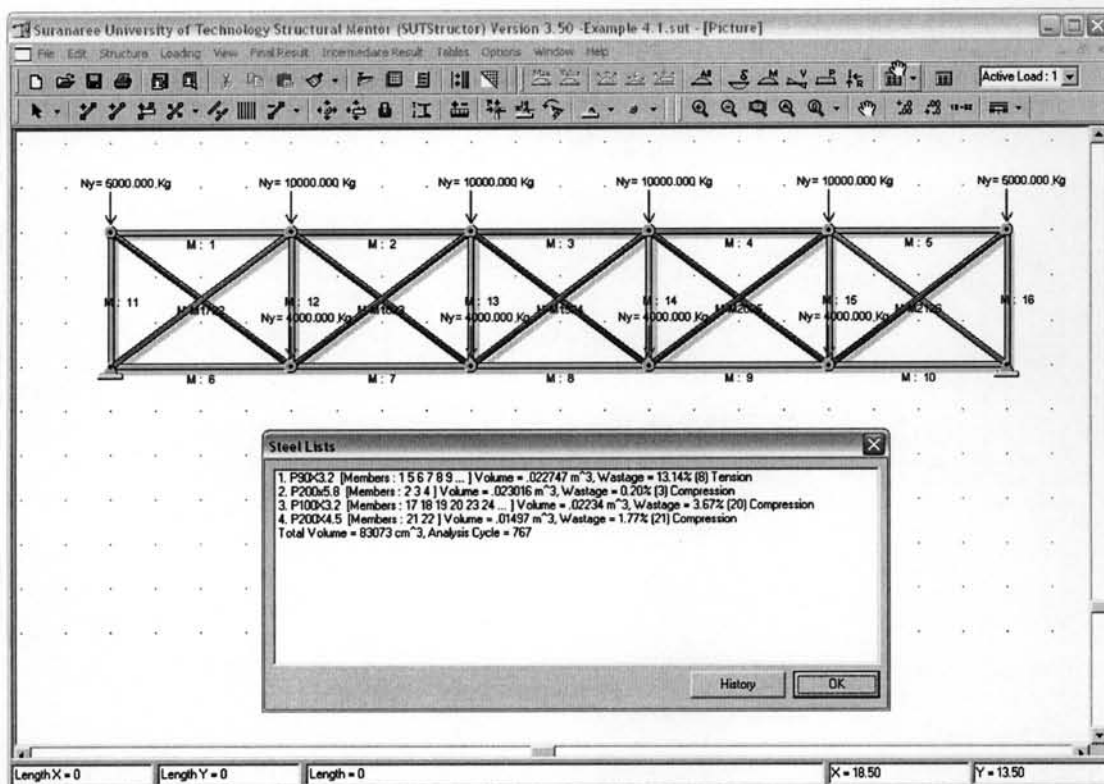 Suranaree University of Technology Structural Mentor (SUTStructor) Version 3.50 -Example 4.1.sut - [Picture]
File Edit Structure Loading View Final Result Intermediate Result Tables Options Window Help
Active Load : 1
Ny= 5000.000 Kg Ny= 10000.000 Kg Ny= 10000.000 Kg Ny= 10000.000 Kg Ny= 10000.000 Kg Ny= 5000.000 Kg
M : 1 M : 2 M : 3 M : 4 M : 5
M : 11 12 13 14 15 16
Ny= 4000.000 Kg Ny= 4000.000 Kg Ny= 4000.000 Kg Ny= 4000.000 Kg
M : 6 M : 7 M : 8 M : 9 M : 10
Steel Lists
1. P90X3.2 [Members : 1 5 6 7 8 9 ... ] Volume = .022747 m^3, Wastage = 13.14% (8) Tension
2. P200x5.8 [Members : 2 3 4 ] Volume = .023016 m^3, Wastage = 0.20% (3) Compression
3. P100X3.2 [Members : 17 18 19 20 23 24 ... ] Volume = .02234 m^3, Wastage = 3.67% (20) Compression
4. P200X4.5 [Members : 21 22 ] Volume = .01497 m^3, Wastage = 1.77% (21) Compression
Total Volume = 83073 cm^3, Analysis Cycle = 767
History OK
Length X = 0 Length Y = 0 Length = 0 X = 18.50 Y = 13.50